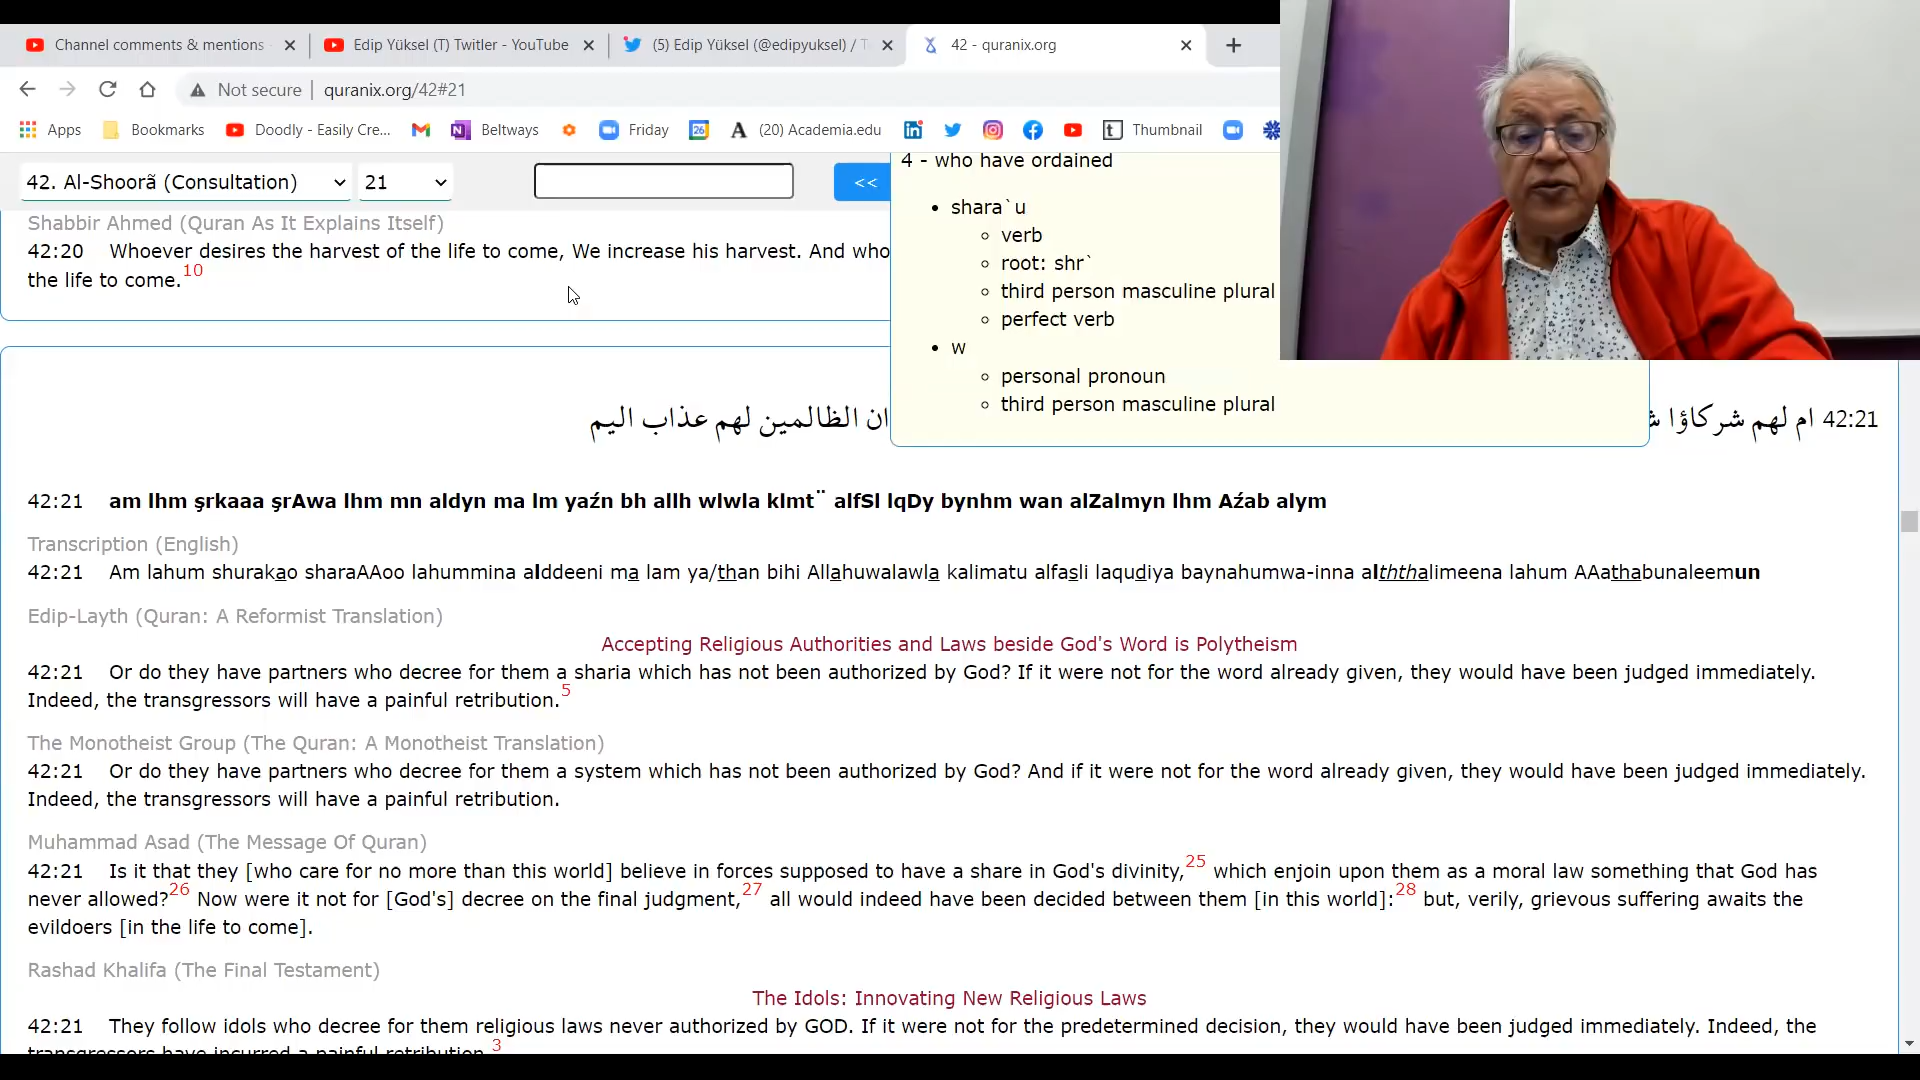 Channel comments & mentions
Edip Yüksel (T) Twitler - YouTube
(5) Edip Yüksel (@edipyuksel) / T
42 - quranix.org
Not secure | quranix.org/42#21
Apps
Bookmarks
Doodly - Easily Cre...
Beltways
Friday
26
(20) Academia.edu
Thumbnail
42. Al-Shoorã (Consultation)
21
<<
4 - who have ordained
shara`u
verb
root: shr`
third person masculine plural
perfect verb
w
personal pronoun
third person masculine plural
Shabbir Ahmed (Quran As It Explains Itself)
42:20 Whoever desires the harvest of the life to come, We increase his harvest. And who
the life to come.10
42:21 ام لهم شركاؤا ش
ان الظالمين لهم عذاب اليم
42:21 am lhm şrkaaa şrAwa lhm mn aldyn ma lm yaźn bh allh wlwla klmt¨ alfSl lqDy bynhm wan alZalmyn lhm Aźab alym
Transcription (English)
42:21 Am lahum shurakao sharaAAoo lahummina alddeeni ma lam ya/than bihi Allahuwalawla kalimatu alfasli laqudiya baynahumwa-inna alththalimeena lahum AAathabunaleemun
Edip-Layth (Quran: A Reformist Translation)
Accepting Religious Authorities and Laws beside God's Word is Polytheism
42:21 Or do they have partners who decree for them a sharia which has not been authorized by God? If it were not for the word already given, they would have been judged immediately.
Indeed, the transgressors will have a painful retribution.5
The Monotheist Group (The Quran: A Monotheist Translation)
42:21 Or do they have partners who decree for them a system which has not been authorized by God? And if it were not for the word already given, they would have been judged immediately.
Indeed, the transgressors will have a painful retribution.
Muhammad Asad (The Message Of Quran)
42:21 Is it that they [who care for no more than this world] believe in forces supposed to have a share in God's divinity,25 which enjoin upon them as a moral law something that God has
never allowed?26 Now were it not for [God's] decree on the final judgment,27 all would indeed have been decided between them [in this world]:28 but, verily, grievous suffering awaits the
evildoers [in the life to come].
Rashad Khalifa (The Final Testament)
The Idols: Innovating New Religious Laws
42:21 They follow idols who decree for them religious laws never authorized by GOD. If it were not for the predetermined decision, they would have been judged immediately. Indeed, the
transgressors have incurred a painful retribution.3